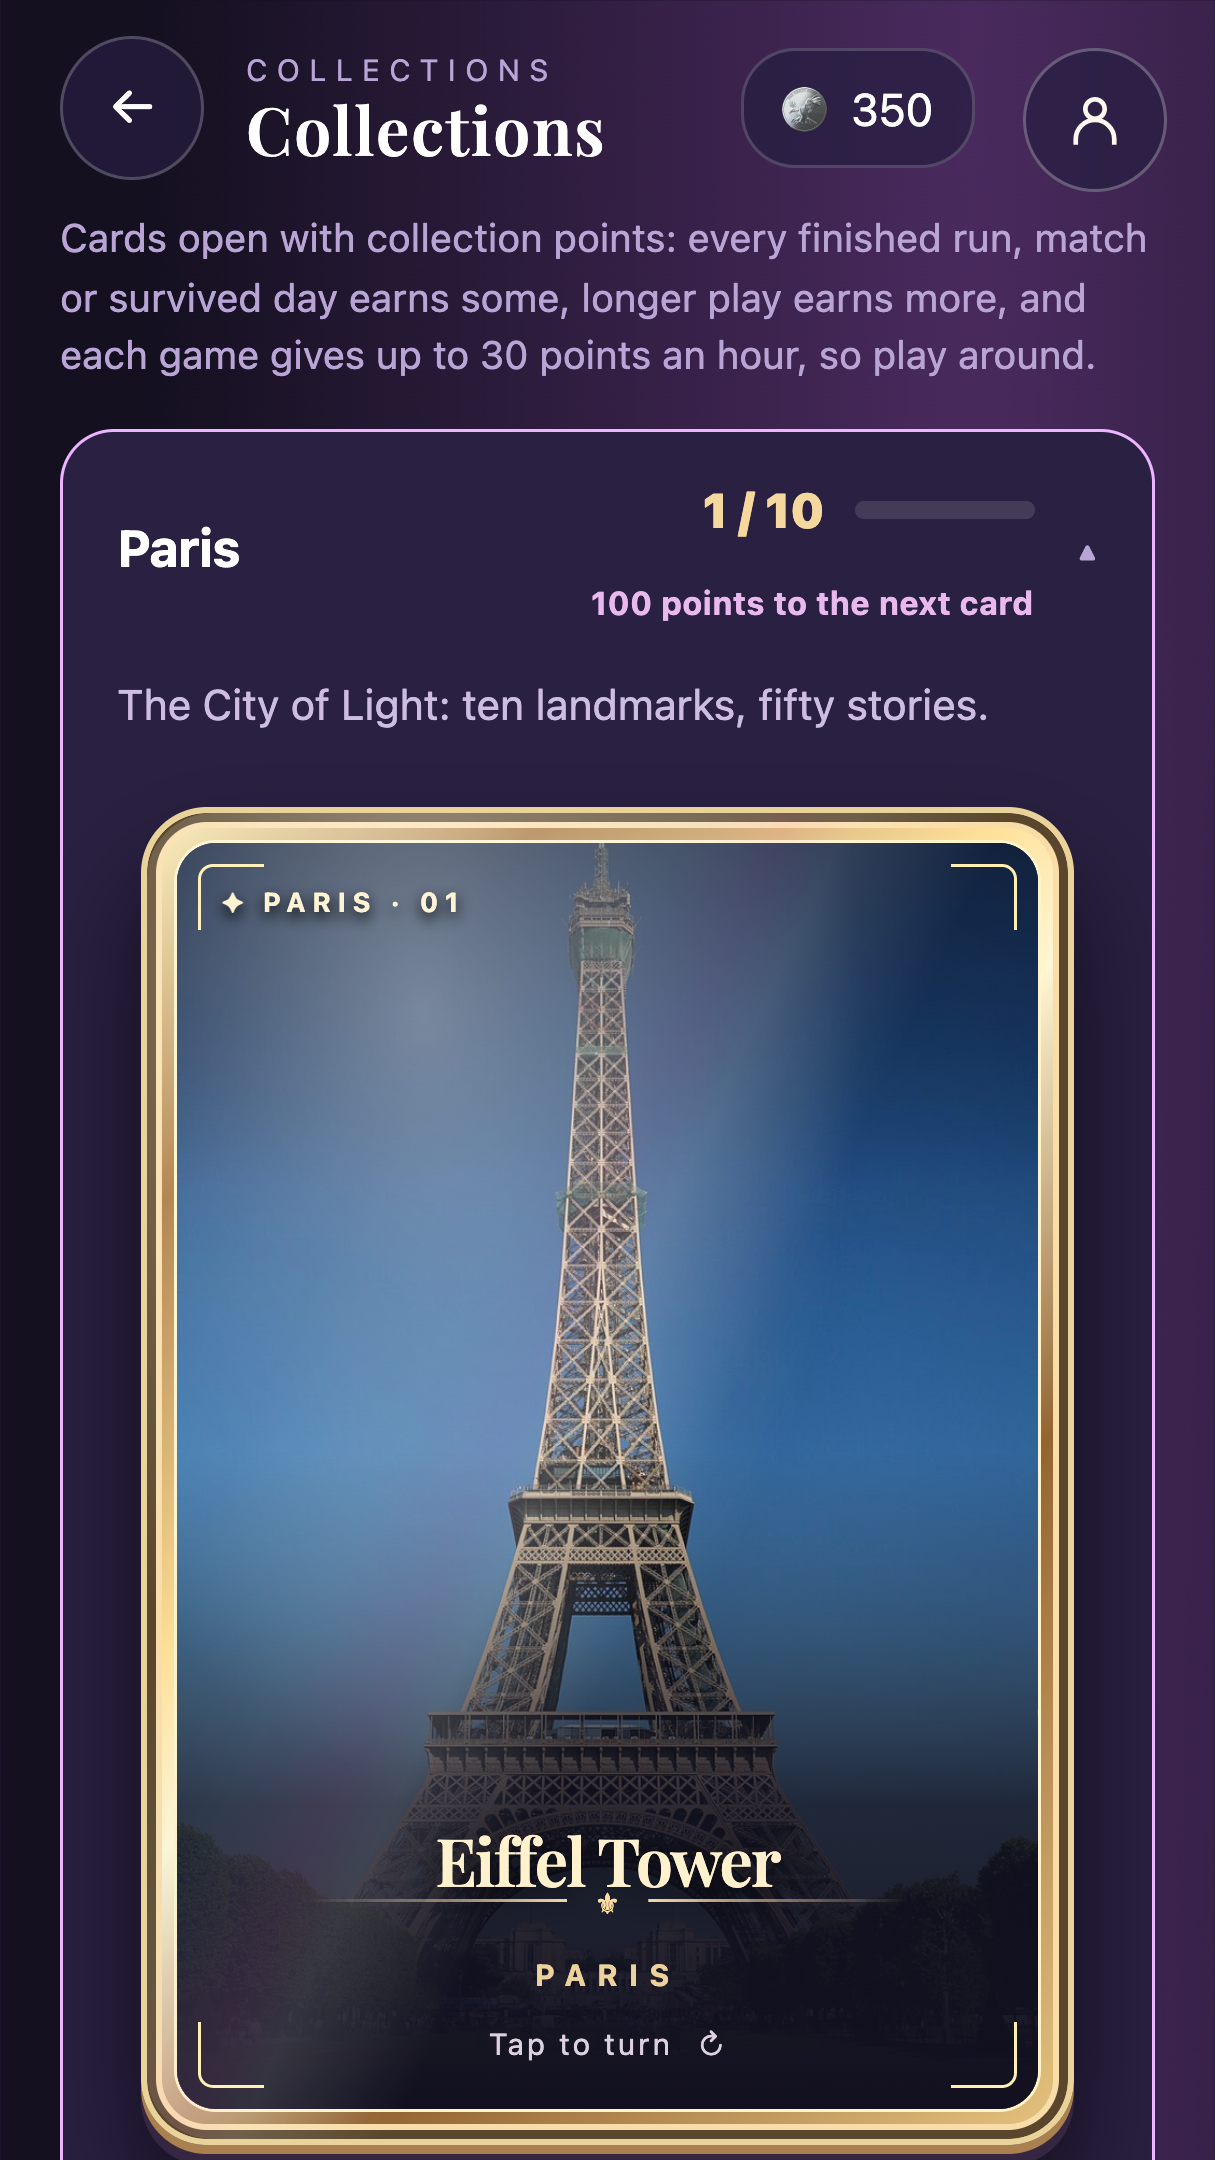 COLLECTIONS
Collections
350
Cards open with collection points: every finished run, match
or survived day earns some, longer play earns more, and
each game gives up to 30 points an hour, so play around.
Paris
1 / 10
100 points to the next card
The City of Light: ten landmarks, fifty stories.
PARIS · 01
Eiffel Tower
PARIS
Tap to turn